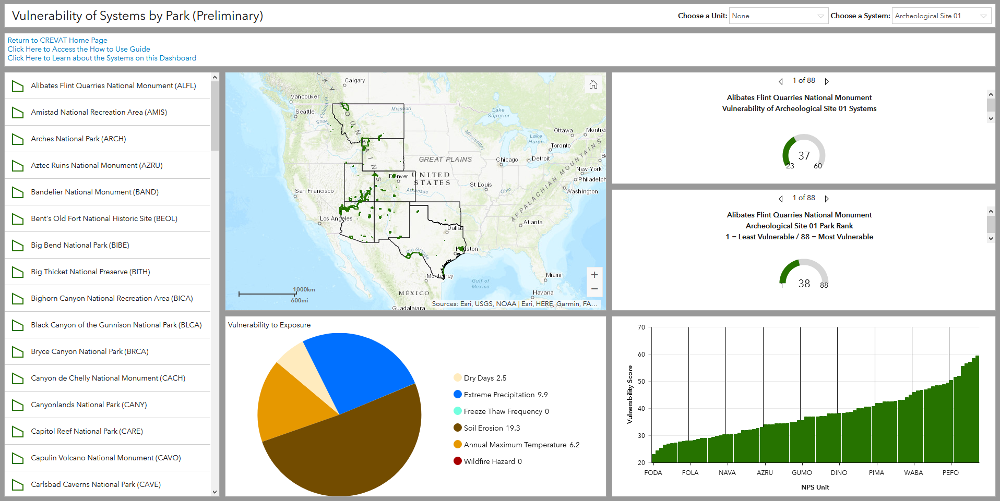 Vulnerability of Systems by Park (Preliminary)
Choose a Unit: None Choose a System: Archeological Site 01
Return to CREVAT Home Page
Click Here to Access the How to Use Guide
Click Here to Learn about the Systems on this Dashboard
Alibates Flint Quarries National Monument (ALFL)
Amistad National Recreation Area (AMIS)
Arches National Park (ARCH)
Aztec Ruins National Monument (AZRU)
Bandelier National Monument (BAND)
Bent's Old Fort National Historic Site (BEOL)
Big Bend National Park (BIBE)
Big Thicket National Preserve (BITH)
Bighorn Canyon National Recreation Area (BICA)
Black Canyon of the Gunnison National Park (BLCA)
Bryce Canyon National Park (BRCA)
Canyon de Chelly National Monument (CACH)
Canyonlands National Park (CANY)
Capitol Reef National Park (CARE)
Capulin Volcano National Monument (CAVO)
Carlsbad Caverns National Park (CAVE)
Calgary
Vancouver
Seattle
Columbia
Snake
Missouri
Lake
Superior
Ottawa
Montrea
Lake
Huron
Toronto
Mississippi
GREAT PLAINS
Chicago
Detroit
New York
Philadelph
Washington
UNITED
STATES
Denver
St Louis
Ohio
Arkansas
San Francisco
Los Angeles
APPALACHIAN MOUNTAINS
Atlanta
Dallas
Houston
Rio Grande
Monterrey
Miami
Gulf of
Mexico
Havana
MÉXICO
Guadalajara
1000km
600mi
+
−
Sources: Esri, USGS, NOAA | Esri, HERE, Garmin, FA...
1 of 88
Alibates Flint Quarries National Monument
Vulnerability of Archeological Site 01 Systems
37
23 60
1 of 88
Alibates Flint Quarries National Monument
Archeological Site 01 Park Rank
1 = Least Vulnerable / 88 = Most Vulnerable
1 38 88
Vulnerability to Exposure
Dry Days 2.5
Extreme Precipitation 9.9
Freeze Thaw Frequency 0
Soil Erosion 19.3
Annual Maximum Temperature 6.2
Wildfire Hazard 0
Vulnerability Score
70
60
50
40
30
20
FODA FOLA NAVA AZRU GUMO DINO PIMA WABA PEFO
NPS Unit